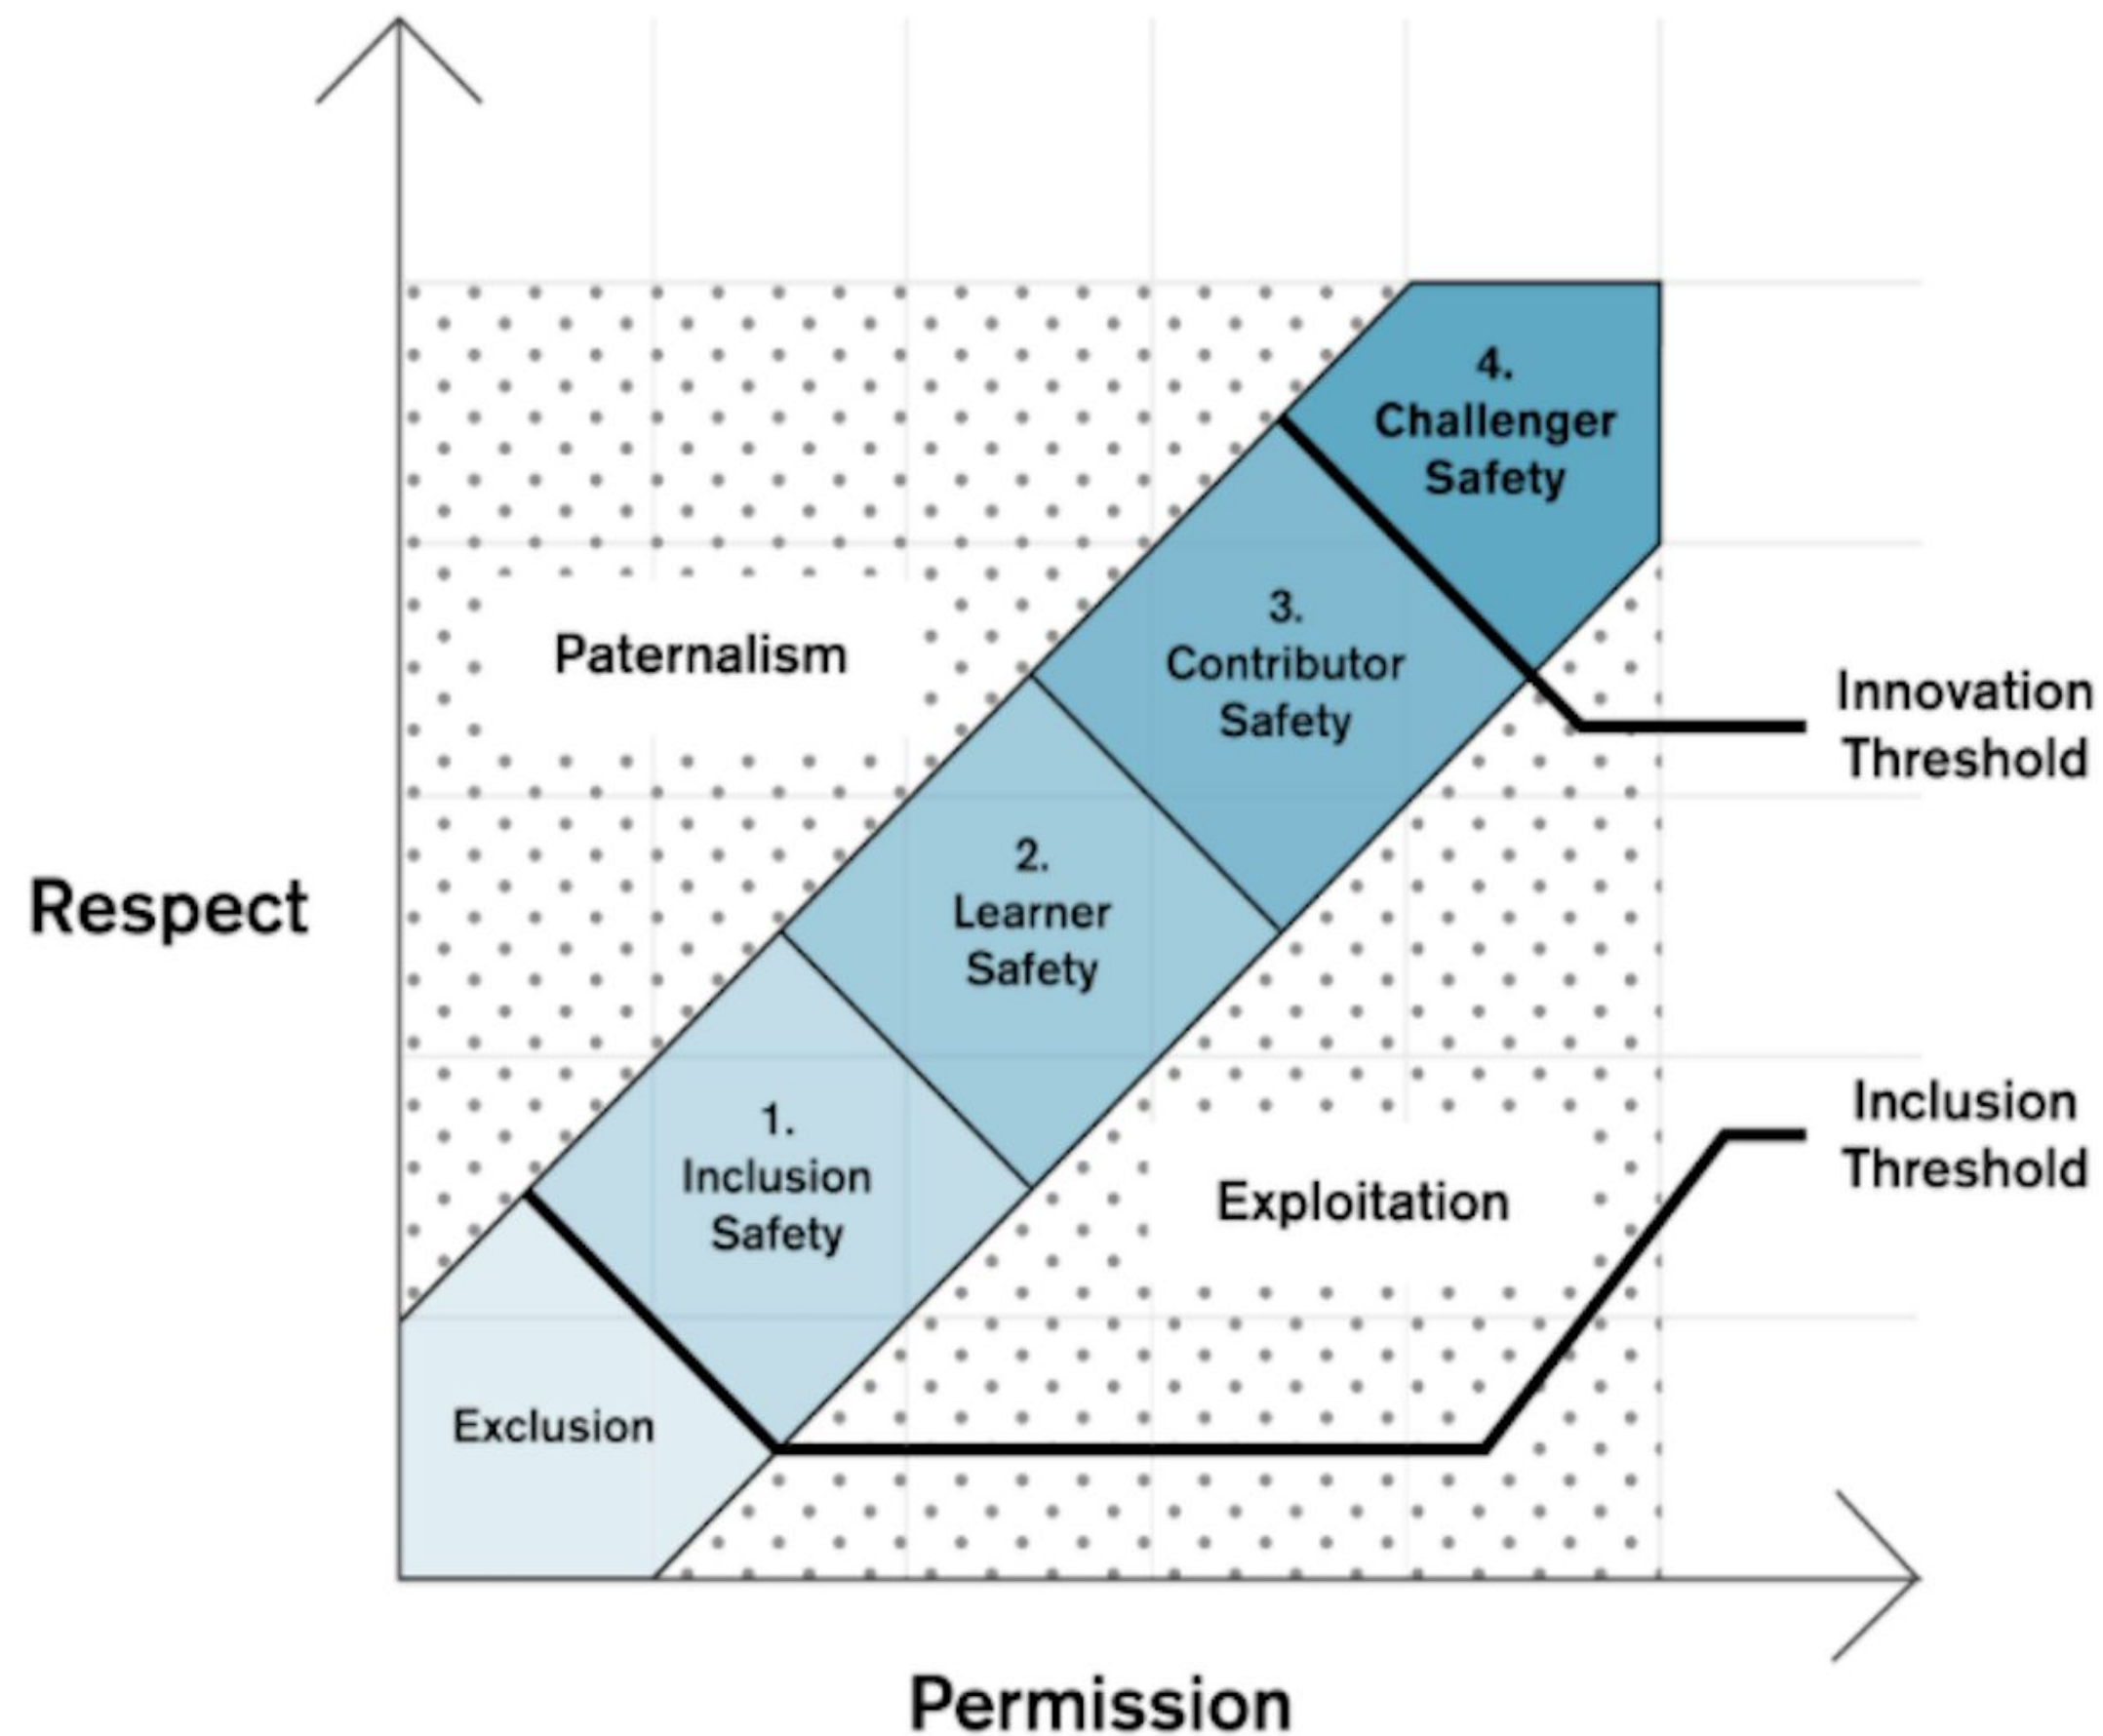 4.
Challenger
Safety
3.
Contributor
Safety
Paternalism
Innovation
Threshold
2.
Learner
Safety
Respect
1.
Inclusion
Safety
Exploitation
Inclusion
Threshold
Exclusion
Permission